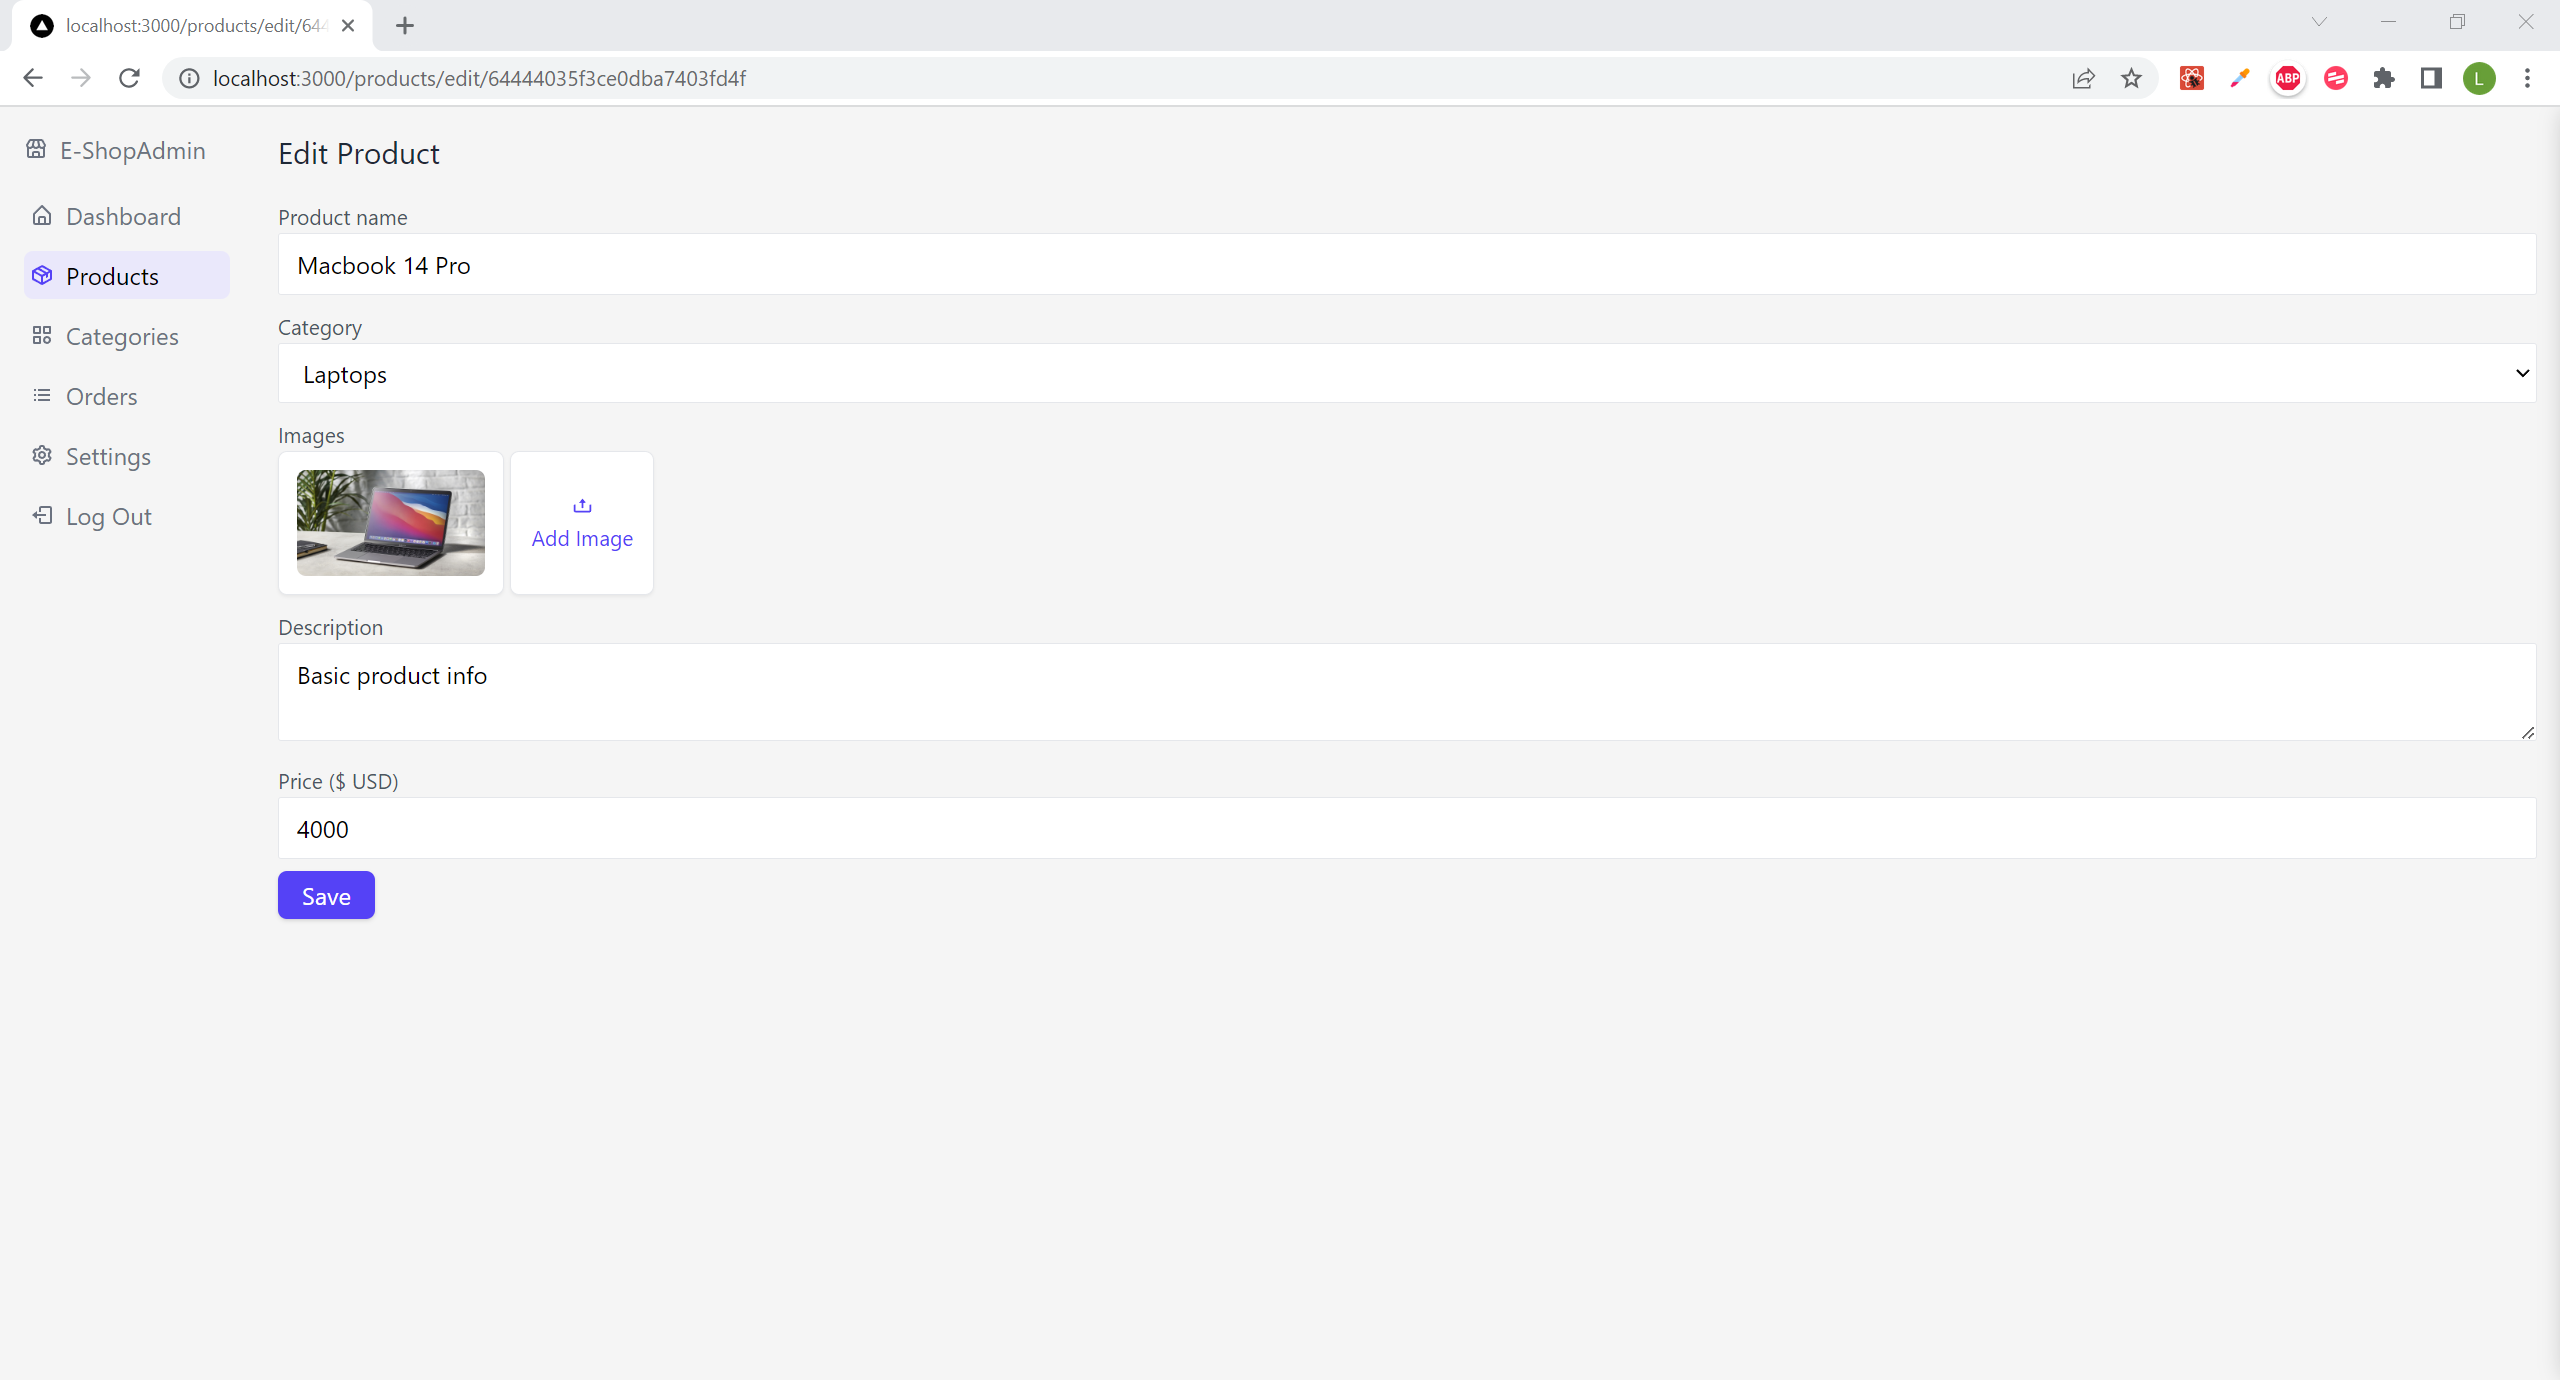 localhost:3000/products/edit/644
localhost:3000/products/edit/64444035f3ce0dba7403fd4f
ABP
L
E-ShopAdmin
Dashboard
Products
Categories
Orders
Settings
Log Out
Edit Product
Product name
Macbook 14 Pro
Category
Laptops
Images
Add Image
Description
Basic product info
Price ($ USD)
4000
Save